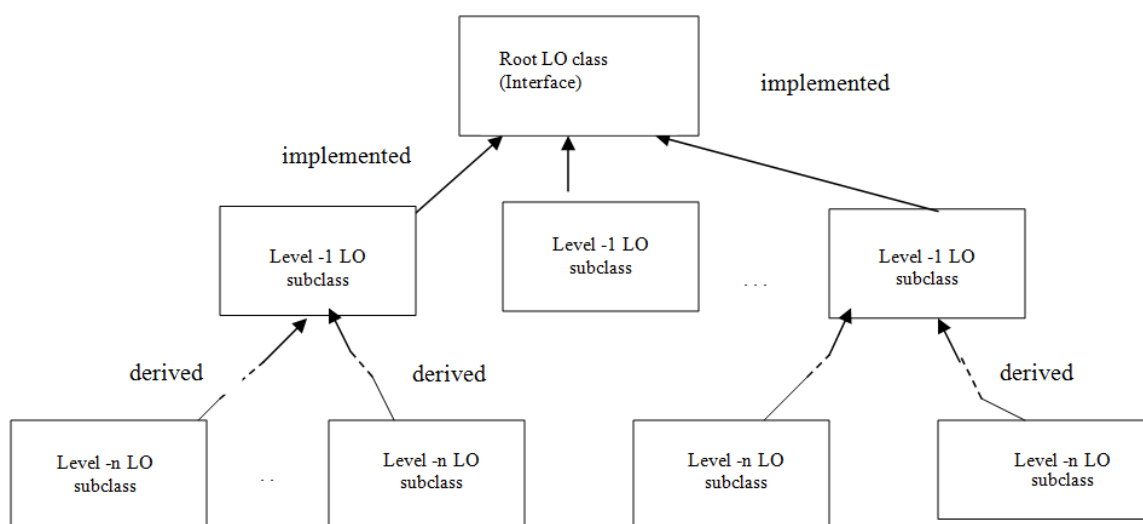 Root LO class
(Interface)
implemented
implemented
Level -1 LO
subclass
Level -1 LO
subclass
...
Level -1 LO
subclass
derived
derived
derived
Level -n LO
subclass
..
Level -n LO
subclass
Level -n LO
subclass
Level -n LO
subclass